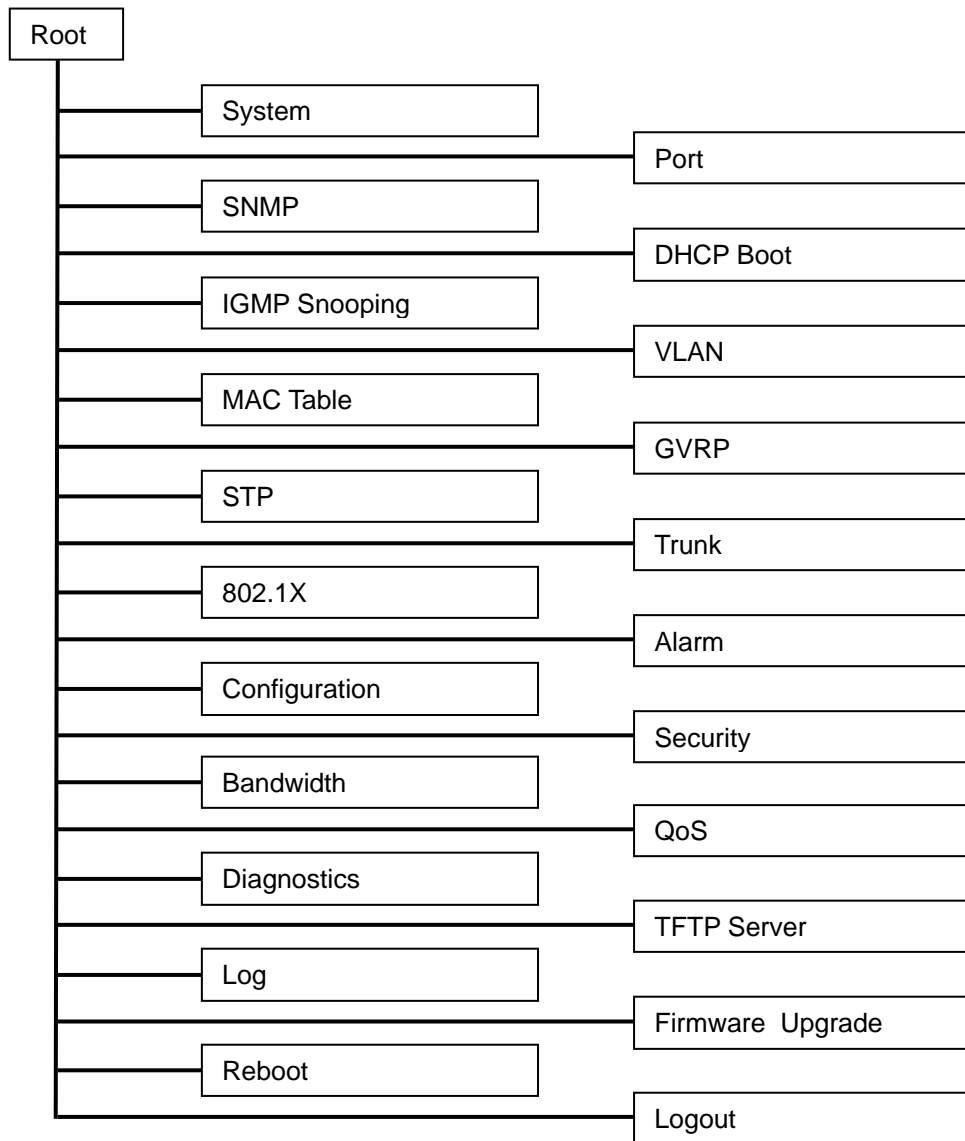 Root
System
Port
SNMP
DHCP Boot
IGMP Snooping
VLAN
MAC Table
GVRP
STP
Trunk
802.1X
Alarm
Configuration
Security
Bandwidth
QoS
Diagnostics
TFTP Server
Log
Firmware Upgrade
Reboot
Logout